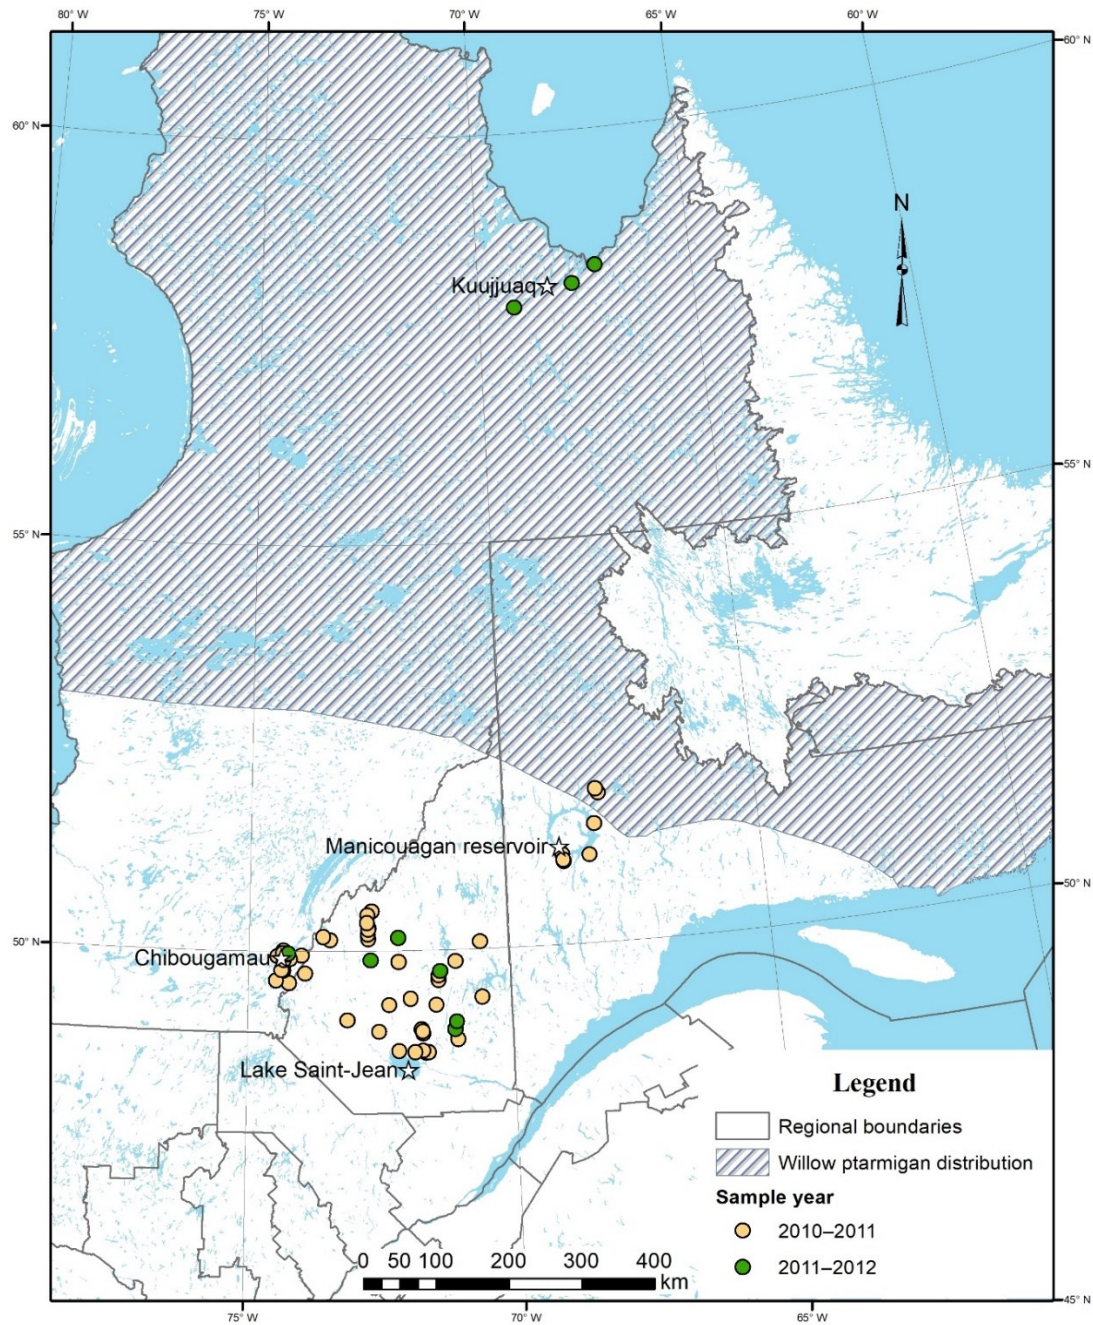 80° W 75° W 70° W 65° W 60° W
60° N
60° N
N
Kuujjuaq
55° N
55° N
Manicouagan reservoir
50° N
50° N
Chibougamau
Lake Saint-Jean
Legend
Regional boundaries
Willow ptarmigan distribution
Sample year
2010–2011
2011–2012
0 50 100 200 300 400
km
45° N
75° W 70° W 65° W